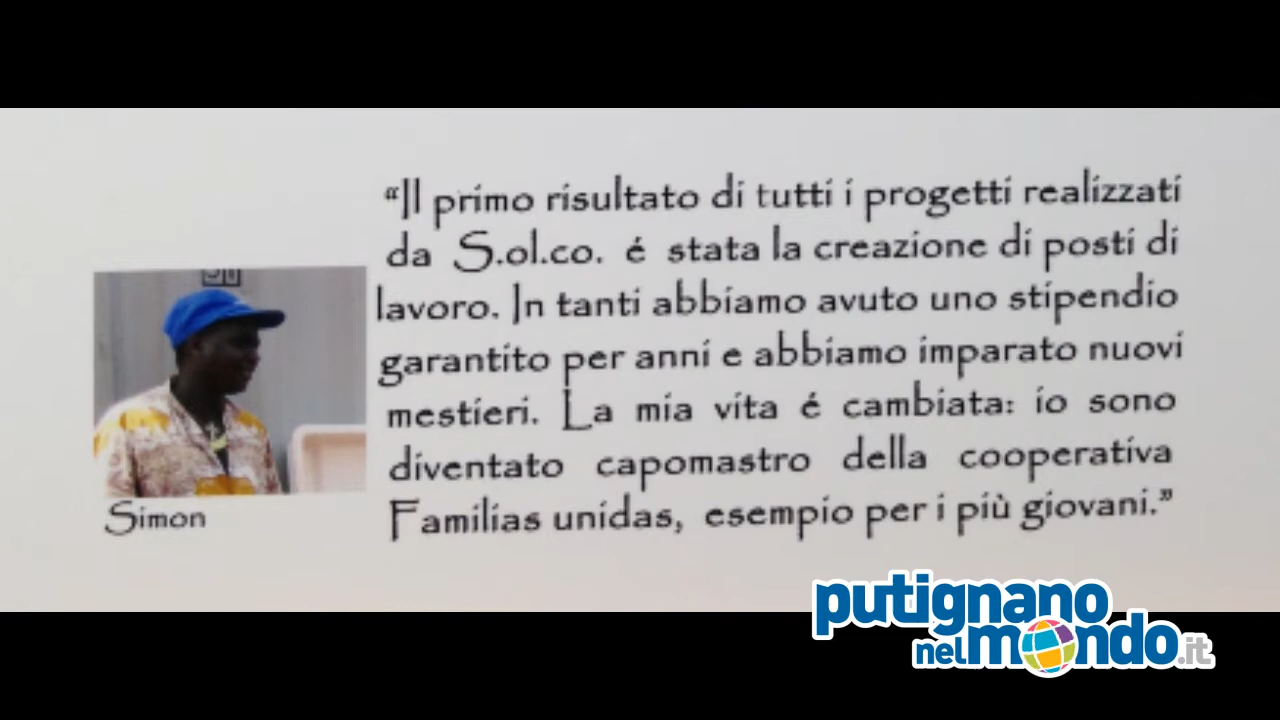 “Il primo risultato di tutti i progetti realizzati
da S.ol.co. é stata la creazione di posti di
lavoro. In tanti abbiamo avuto uno stipendio
garantito per anni e abbiamo imparato nuovi
mestieri. La mia vita é cambiata: io sono
diventato capomastro della cooperativa
Familias unidas, esempio per i più giovani.”
Simon
putignano
nelmondo.it